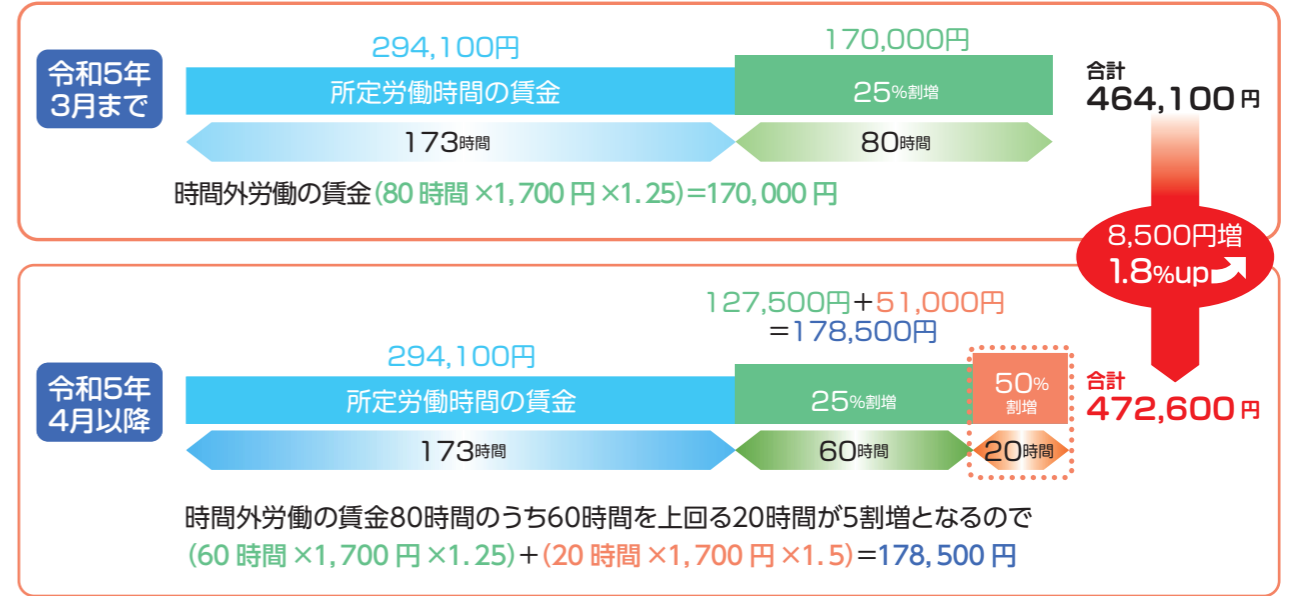 令和5年
3月まで
294,100円
170,000円
所定労働時間の賃金
25%割増
173時間
80時間
合計
464,100円
時間外労働の賃金(80時間×1,700円×1.25)=170,000円
8,500円増
1.8%up
令和5年
4月以降
127,500円+51,000円
=178,500円
294,100円
所定労働時間の賃金
25%割増
50%
割増
173時間
60時間
20時間
合計
472,600円
時間外労働の賃金80時間のうち60時間を上回る20時間が5割増となるので
(60時間×1,700円×1.25)+(20時間×1,700円×1.5)=178,500円